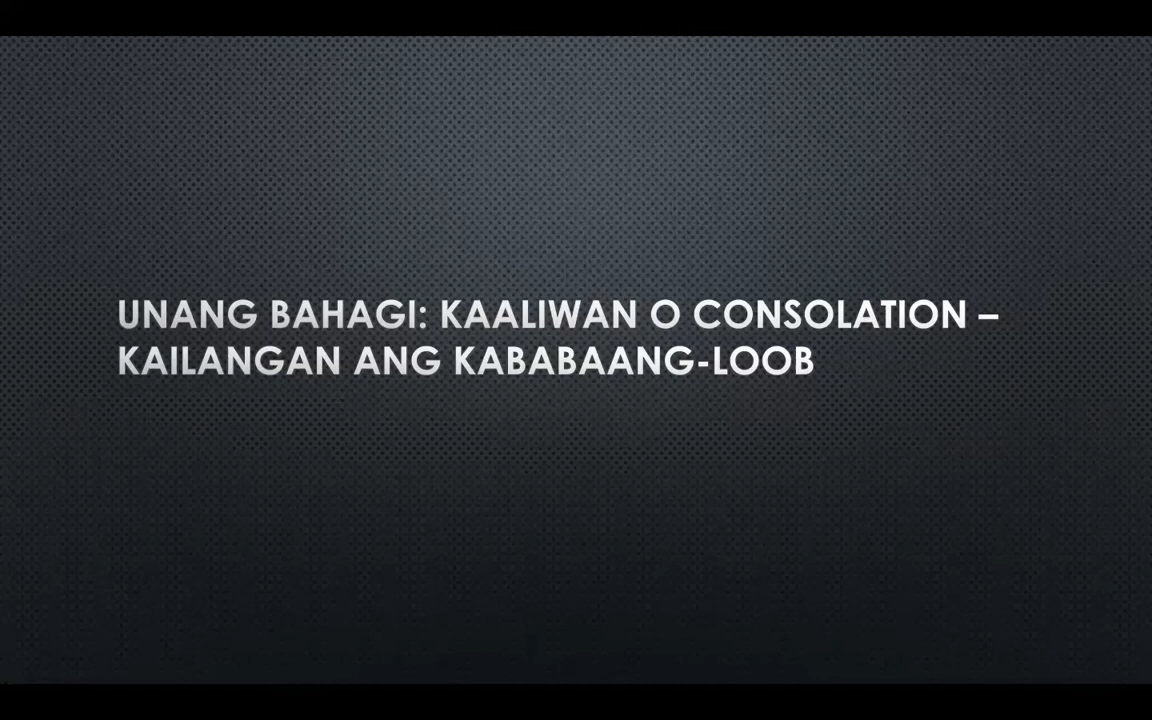 UNANG BAHAGI: KAALIWAN O CONSOLATION –
KAILANGAN ANG KABABAANG-LOOB